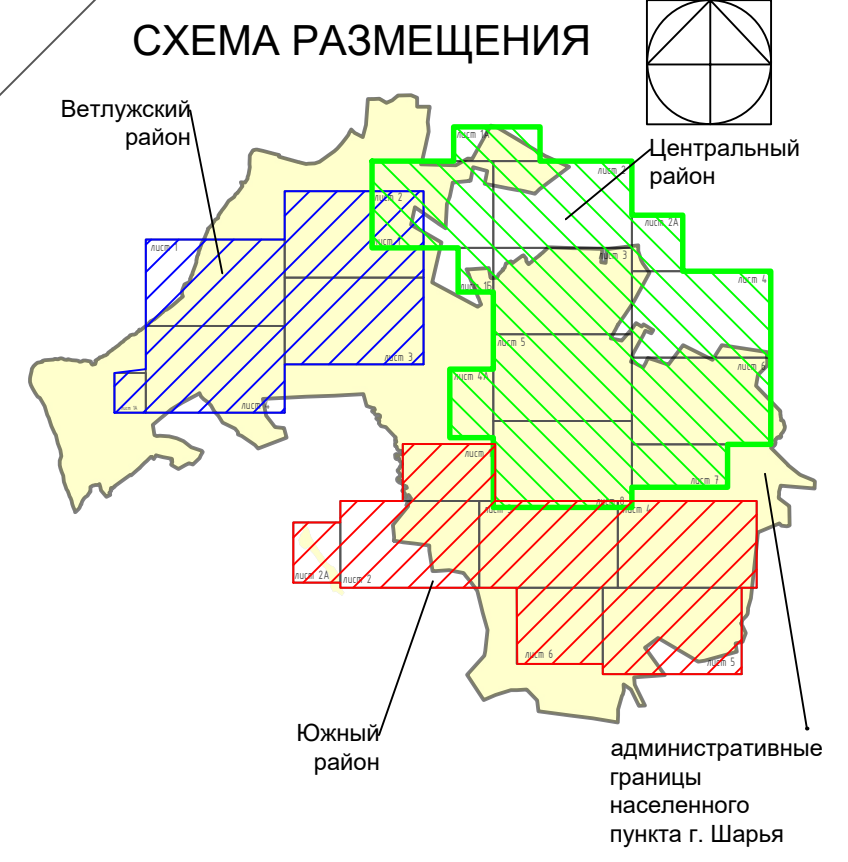 СХЕМА РАЗМЕЩЕНИЯ
Ветлужский
район
Центральный
район
лист 1А
лист 2
лист 2
лист 2А
лист 1
лист 3
лист 4
лист 1Б
лист 5
лист 3
лист 4А
лист 6
лист
лист 7
лист 8
лист 4
лист 2А
лист 2
лист 6
лист 5
Южный
район
административные
границы
населенного
пункта г. Шарья